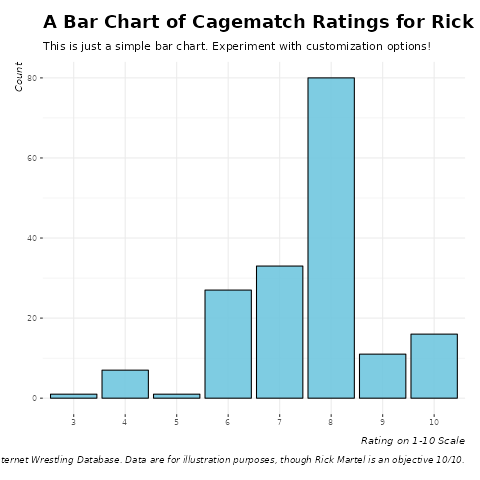 A Bar Chart of Cagematch Ratings for Rick
This is just a simple bar chart. Experiment with customization options!
Count
80
60
40
20
0
3 4 5 6 7 8 9 10
Rating on 1-10 Scale
ternet Wrestling Database. Data are for illustration purposes, though Rick Martel is an objective 10/10.